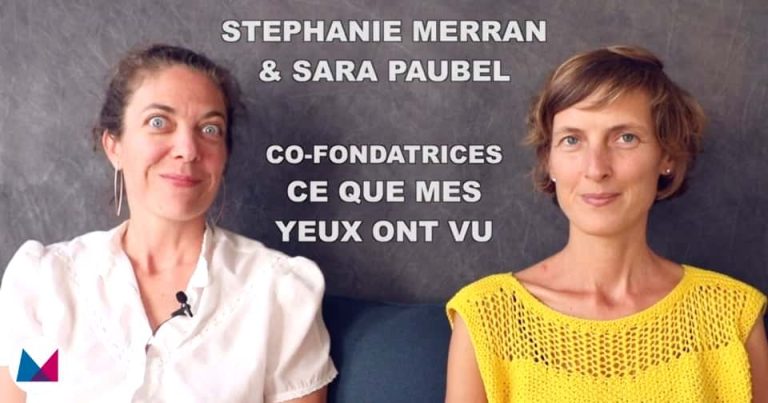 STEPHANIE MERRAN
& SARA PAUBEL
CO-FONDATRICES
CE QUE MES
YEUX ONT VU